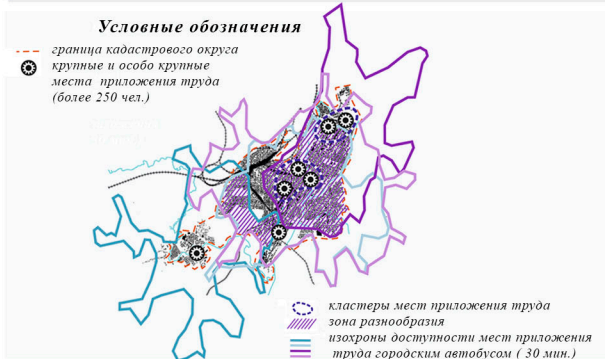 Условные обозначения
граница кадастрового округа
крупные и особо крупные
места приложения труда
(более 250 чел.)
кластеры мест приложения труда
зона разнообразия
изохроны доступности мест приложения
труда городским автобусом ( 30 мин.)